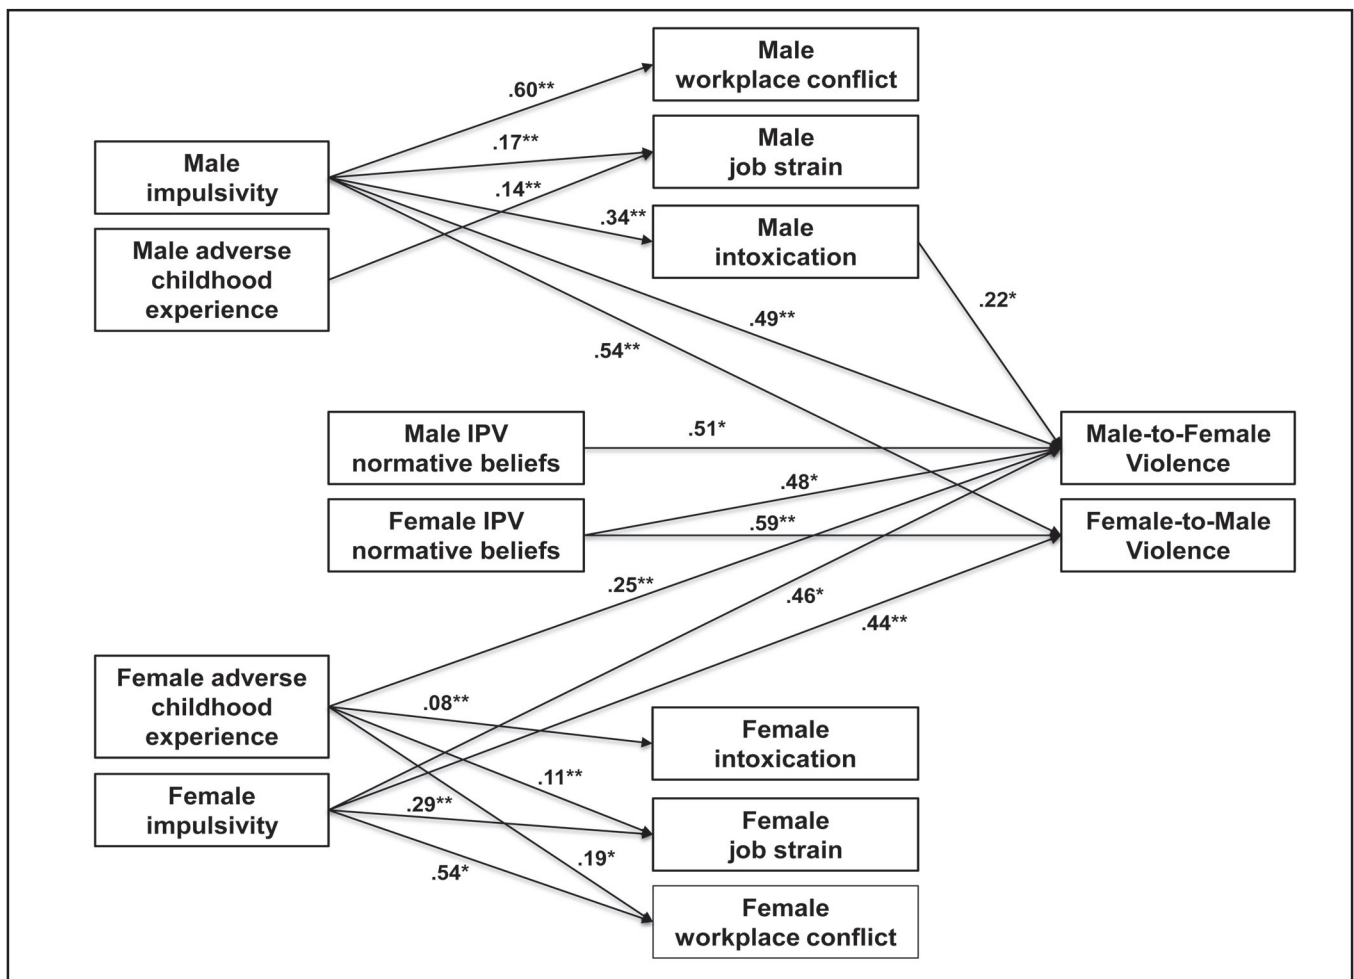 Male
workplace conflict
.60**
Male
job strain
.17**
Male
impulsivity
.14**
.34**
Male
intoxication
Male adverse
childhood
experience
.22*
.49**
.54**
Male IPV
normative beliefs
.51*
Male-to-Female
Violence
.48*
Female IPV
normative beliefs
.59**
Female-to-Male
Violence
.25**
.46*
.44**
Female adverse
childhood
experience
.08**
Female
intoxication
.11**
Female
impulsivity
.29**
Female
job strain
.19*
.54*
Female
workplace conflict